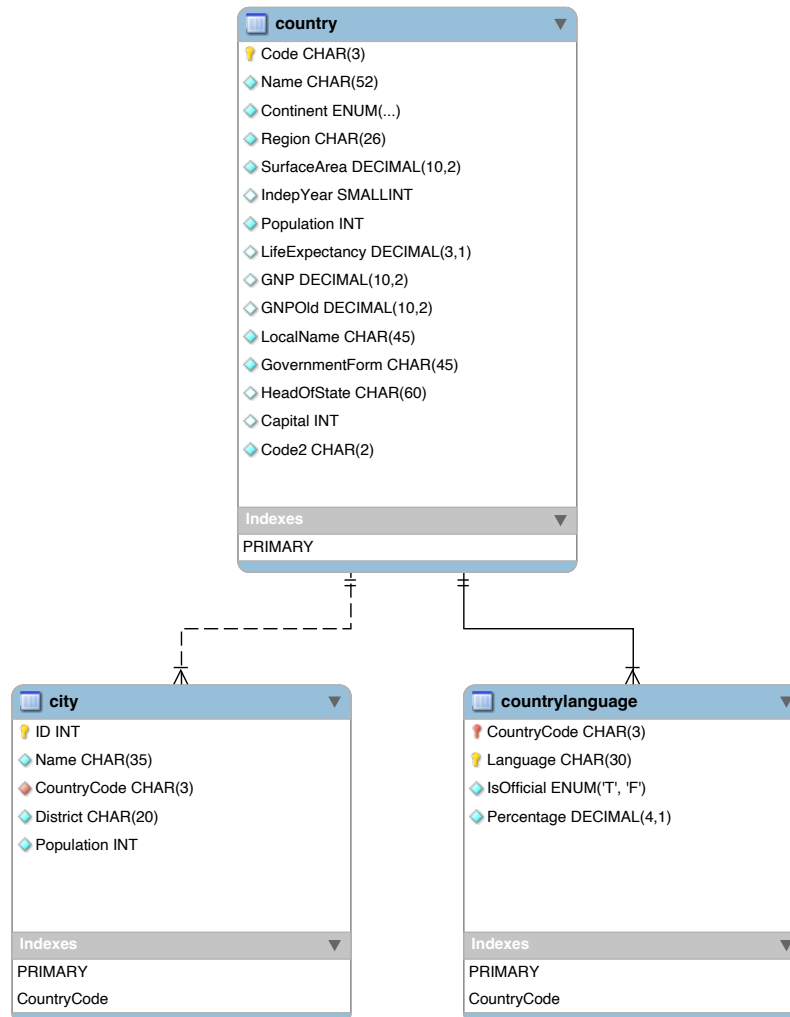 country
Code CHAR(3)
Name CHAR(52)
Continent ENUM(...)
Region CHAR(26)
SurfaceArea DECIMAL(10,2)
IndepYear SMALLINT
Population INT
LifeExpectancy DECIMAL(3,1)
GNP DECIMAL(10,2)
GNPOld DECIMAL(10,2)
LocalName CHAR(45)
GovernmentForm CHAR(45)
HeadOfState CHAR(60)
Capital INT
Code2 CHAR(2)
Indexes
PRIMARY
city
ID INT
Name CHAR(35)
CountryCode CHAR(3)
District CHAR(20)
Population INT
Indexes
PRIMARY
CountryCode
countrylanguage
CountryCode CHAR(3)
Language CHAR(30)
IsOfficial ENUM('T', 'F')
Percentage DECIMAL(4,1)
Indexes
PRIMARY
CountryCode